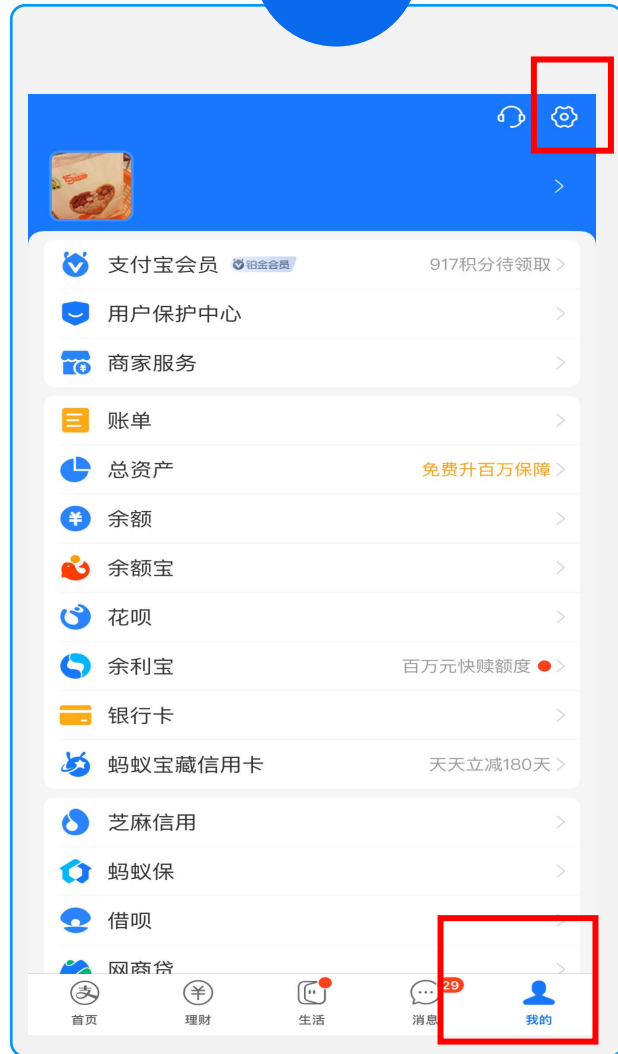 支付宝会员 铂金会员 917积分待领取
用户保护中心
商家服务
账单
总资产 免费升百万保障
余额
余额宝
花呗
余利宝 百万元快赎额度
银行卡
蚂蚁宝藏信用卡 天天立减180天
芝麻信用
蚂蚁保
借呗
网商贷
29
首页 理财 生活 消息 我的